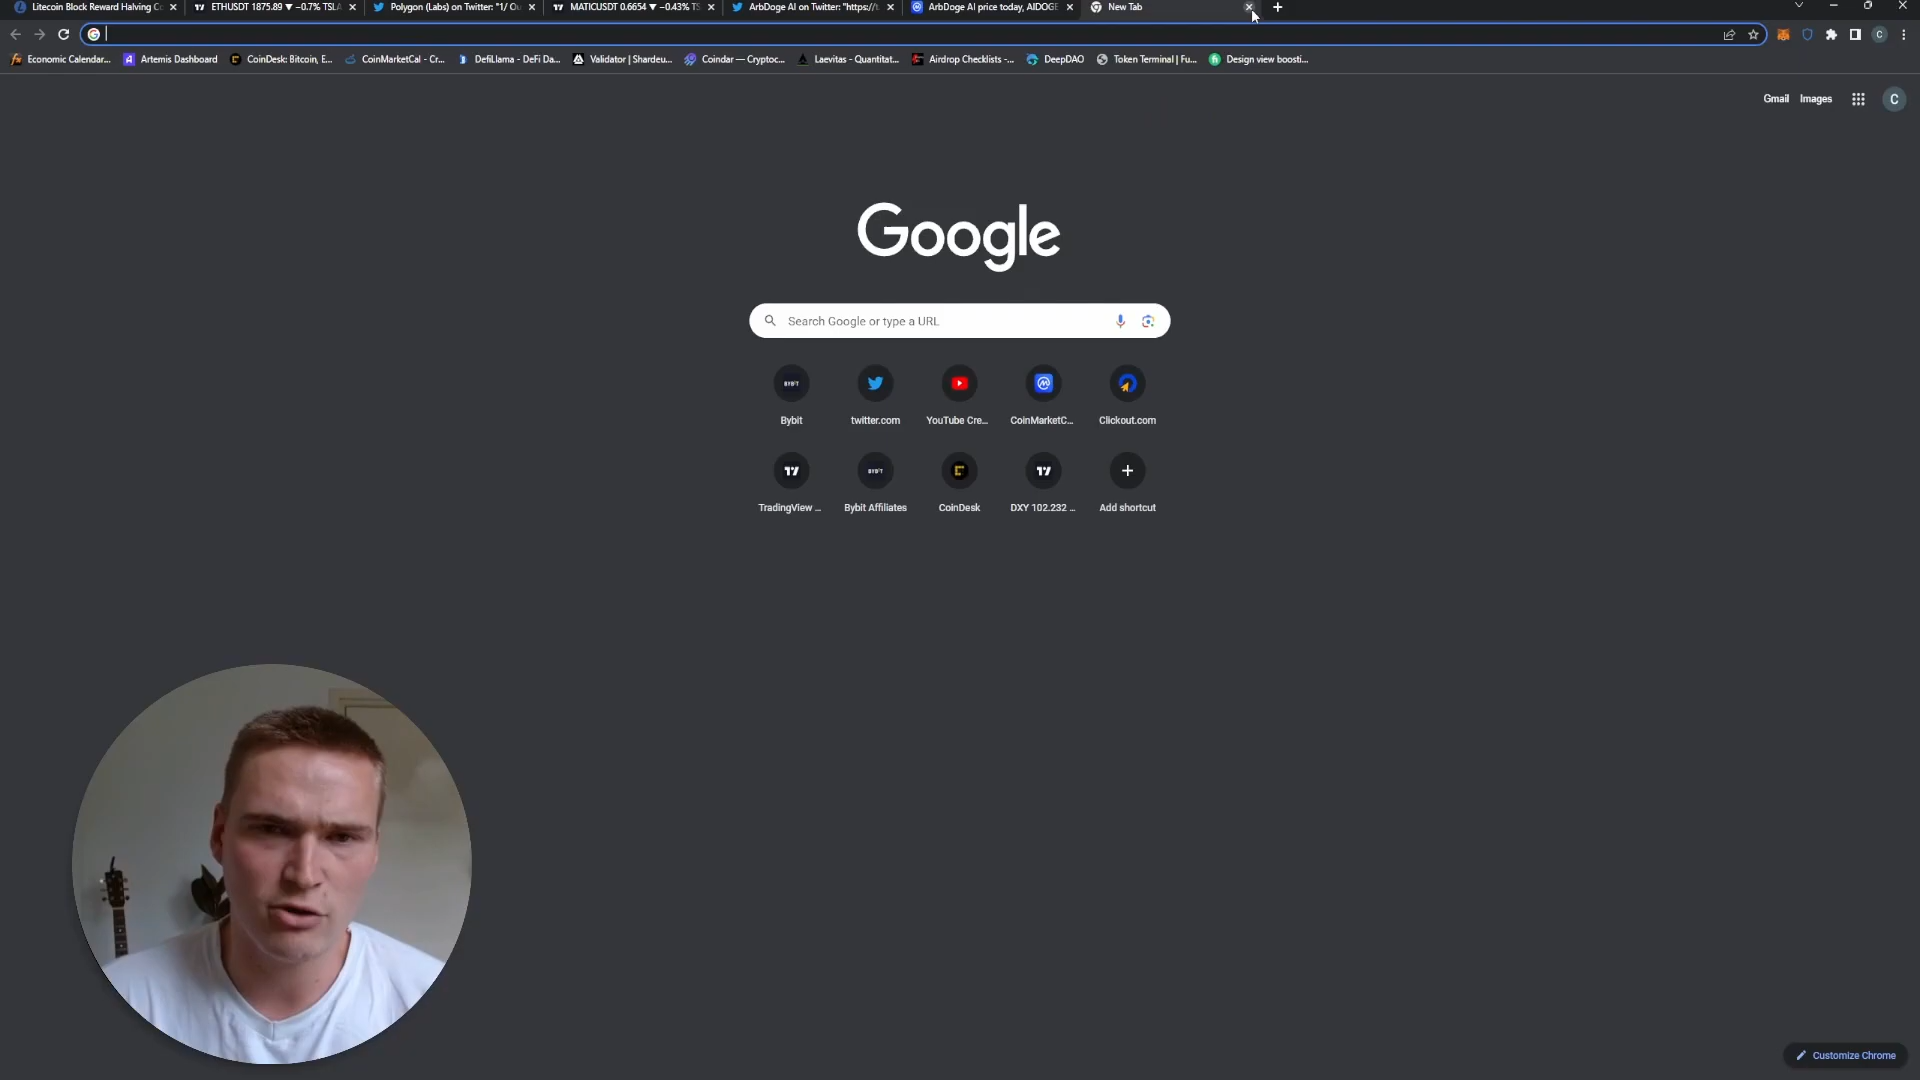 Litecoin Block Reward Halving Co
ETHUSDT 1875.89 ▼ −0.7% TSLA
Polygon (Labs) on Twitter: "1/ Ou
MATICUSDT 0.6654 ▼ −0.43% TS
ArbDoge AI on Twitter: "https://t.
ArbDoge AI price today, AIDOGE
New Tab
Economic Calendar...
Artemis Dashboard
CoinDesk: Bitcoin, E...
CoinMarketCal - Cr...
DefiLlama - DeFi Da...
Validator | Shardeu...
Coindar — Cryptoc...
Laevitas - Quantitat...
Airdrop Checklists -...
DeepDAO
Token Terminal | Fu...
Design view boosti...
Gmail Images
C
Google
Search Google or type a URL
Bybit
twitter.com
YouTube Cre...
CoinMarketC...
Clickout.com
TradingView ...
Bybit Affiliates
CoinDesk
DXY 102.232 ...
Add shortcut
Customize Chrome